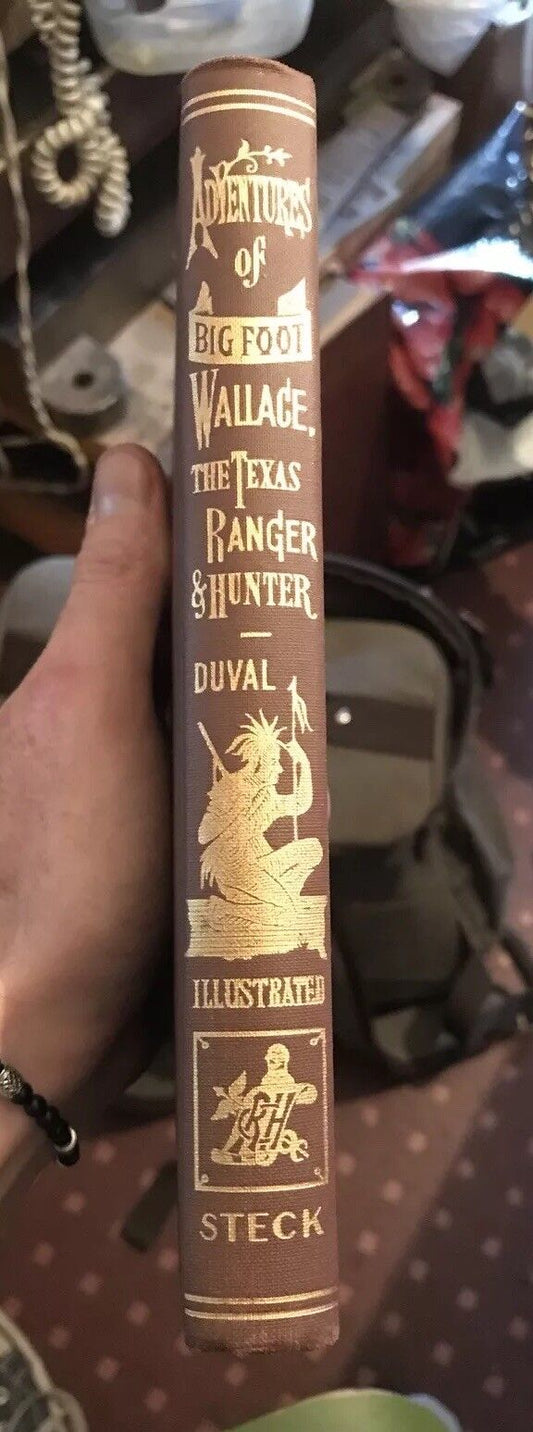 ADVENTURES
OF
BIG FOOT
WALLACE,
THE TEXAS
RANGER
& HUNTER
DUVAL
ILLUSTRATED
STECK